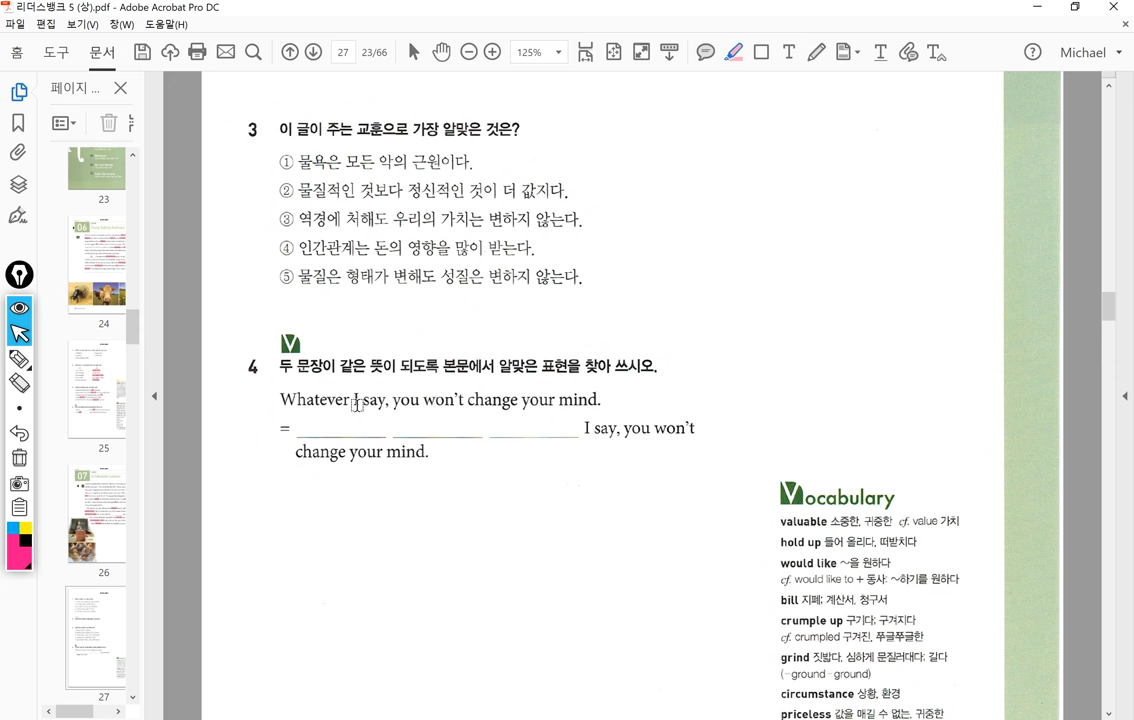 리더스뱅크 5 (상).pdf - Adobe Acrobat Pro DC
파일 편집 보기(V) 창(W) 도움말(H)
홈 도구 문서 27 23/66 125% Michael
페이지 ...
23
06
24
25
07
26
27
3 이 글이 주는 교훈으로 가장 알맞은 것은?
① 물욕은 모든 악의 근원이다.
② 물질적인 것보다 정신적인 것이 더 값지다.
③ 역경에 처해도 우리의 가치는 변하지 않는다.
④ 인간관계는 돈의 영향을 많이 받는다.
⑤ 물질은 형태가 변해도 성질은 변하지 않는다.
V
4 두 문장이 같은 뜻이 되도록 본문에서 알맞은 표현을 찾아 쓰시오.
Whatever I say, you won't change your mind.
= ________ ________ ________ I say, you won't
change your mind.
Vocabulary
valuable 소중한, 귀중한 cf. value 가치
hold up 들어 올리다, 떠받치다
would like ~을 원하다
cf. would like to + 동사: ~하기를 원하다
bill 지폐; 계산서, 청구서
crumple up 구기다; 구겨지다
cf. crumpled 구겨진, 쭈글쭈글한
grind 짓밟다, 심하게 문질러대다; 갈다
(-ground-ground)
circumstance 상황, 환경
priceless 값을 매길 수 없는, 귀중한